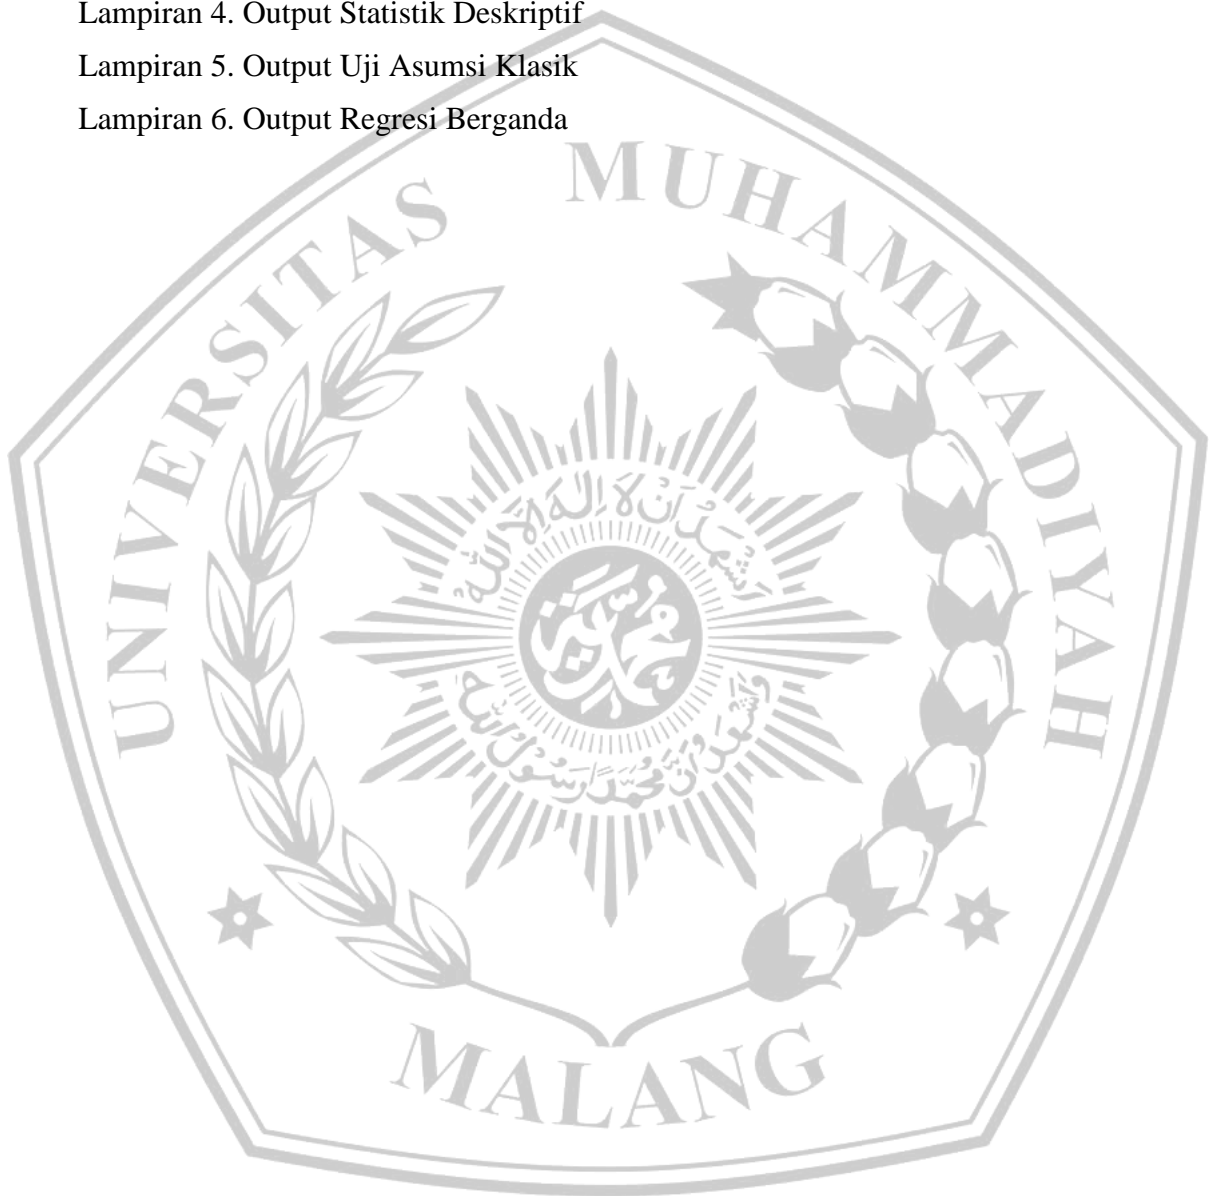 Lampiran 4. Output Statistik Deskriptif
Lampiran 5. Output Uji Asumsi Klasik
Lampiran 6. Output Regresi Berganda
UNIVERSITAS MUHAMMADIYAH
MALANG